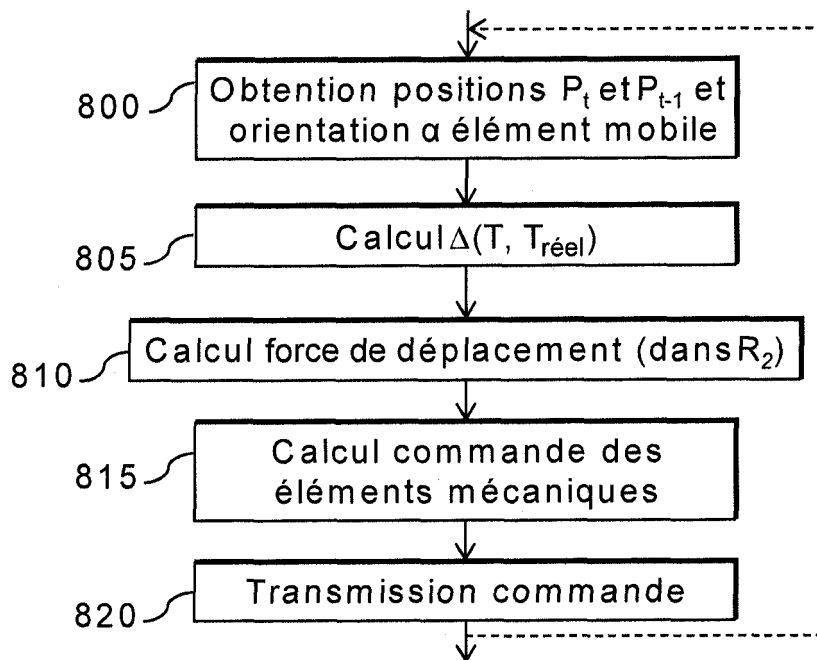 800
Obtention positions Pt et Pt-1 et
orientation α élément mobile
805
Calcul Δ(T, Tréel)
810
Calcul force de déplacement (dans R2)
815
Calcul commande des
éléments mécaniques
820
Transmission commande